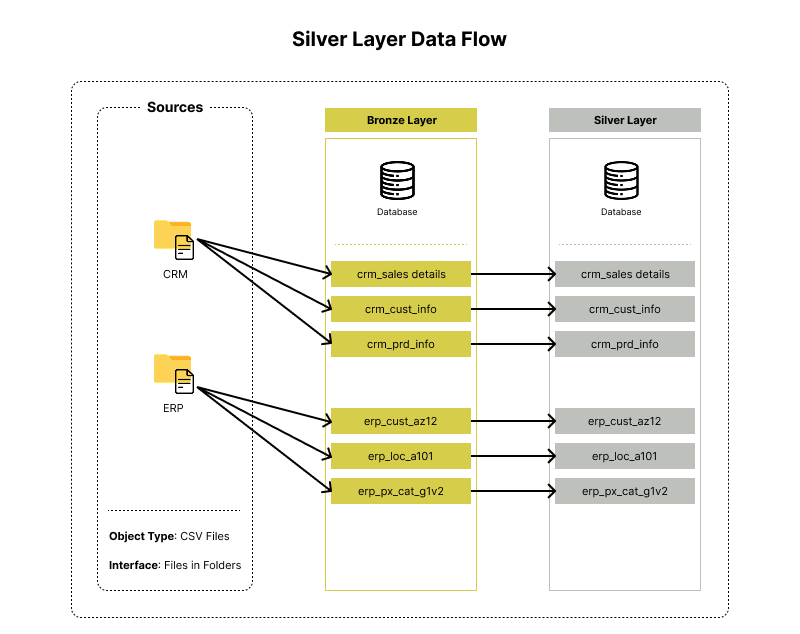 Silver Layer Data Flow
Sources
CRM
ERP
Object Type: CSV Files
Interface: Files in Folders
Bronze Layer
Database
crm_sales details
crm_cust_info
crm_prd_info
erp_cust_az12
erp_loc_a101
erp_px_cat_g1v2
Silver Layer
Database
crm_sales details
crm_cust_info
crm_prd_info
erp_cust_az12
erp_loc_a101
erp_px_cat_g1v2